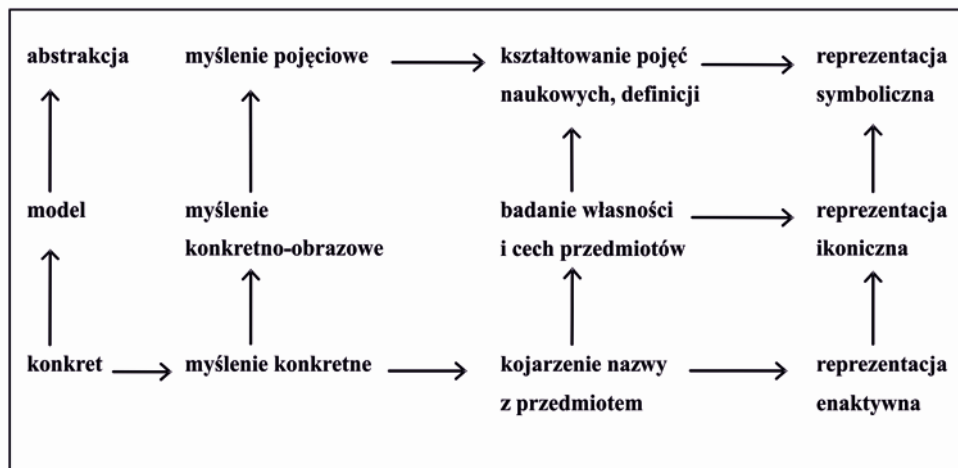 abstrakcja myślenie pojęciowe kształtowanie pojęć reprezentacja
naukowych, definicji symboliczna
model myślenie badanie własności reprezentacja
konkretno-obrazowe i cech przedmiotów ikoniczna
konkret myślenie konkretne kojarzenie nazwy reprezentacja
z przedmiotem enaktywna